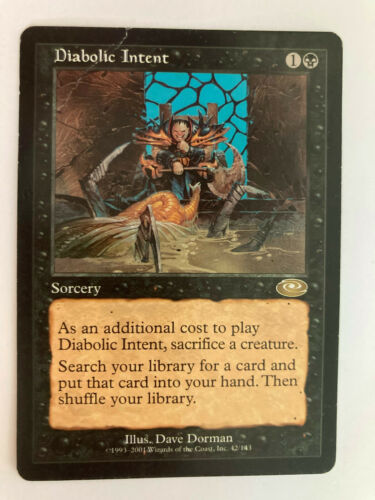 Diabolic Intent 1
Sorcery
As an additional cost to play
Diabolic Intent, sacrifice a creature.
Search your library for a card and
put that card into your hand. Then
shuffle your library.
Illus. Dave Dorman
©1993-2001 Wizards of the Coast, Inc. 42/143